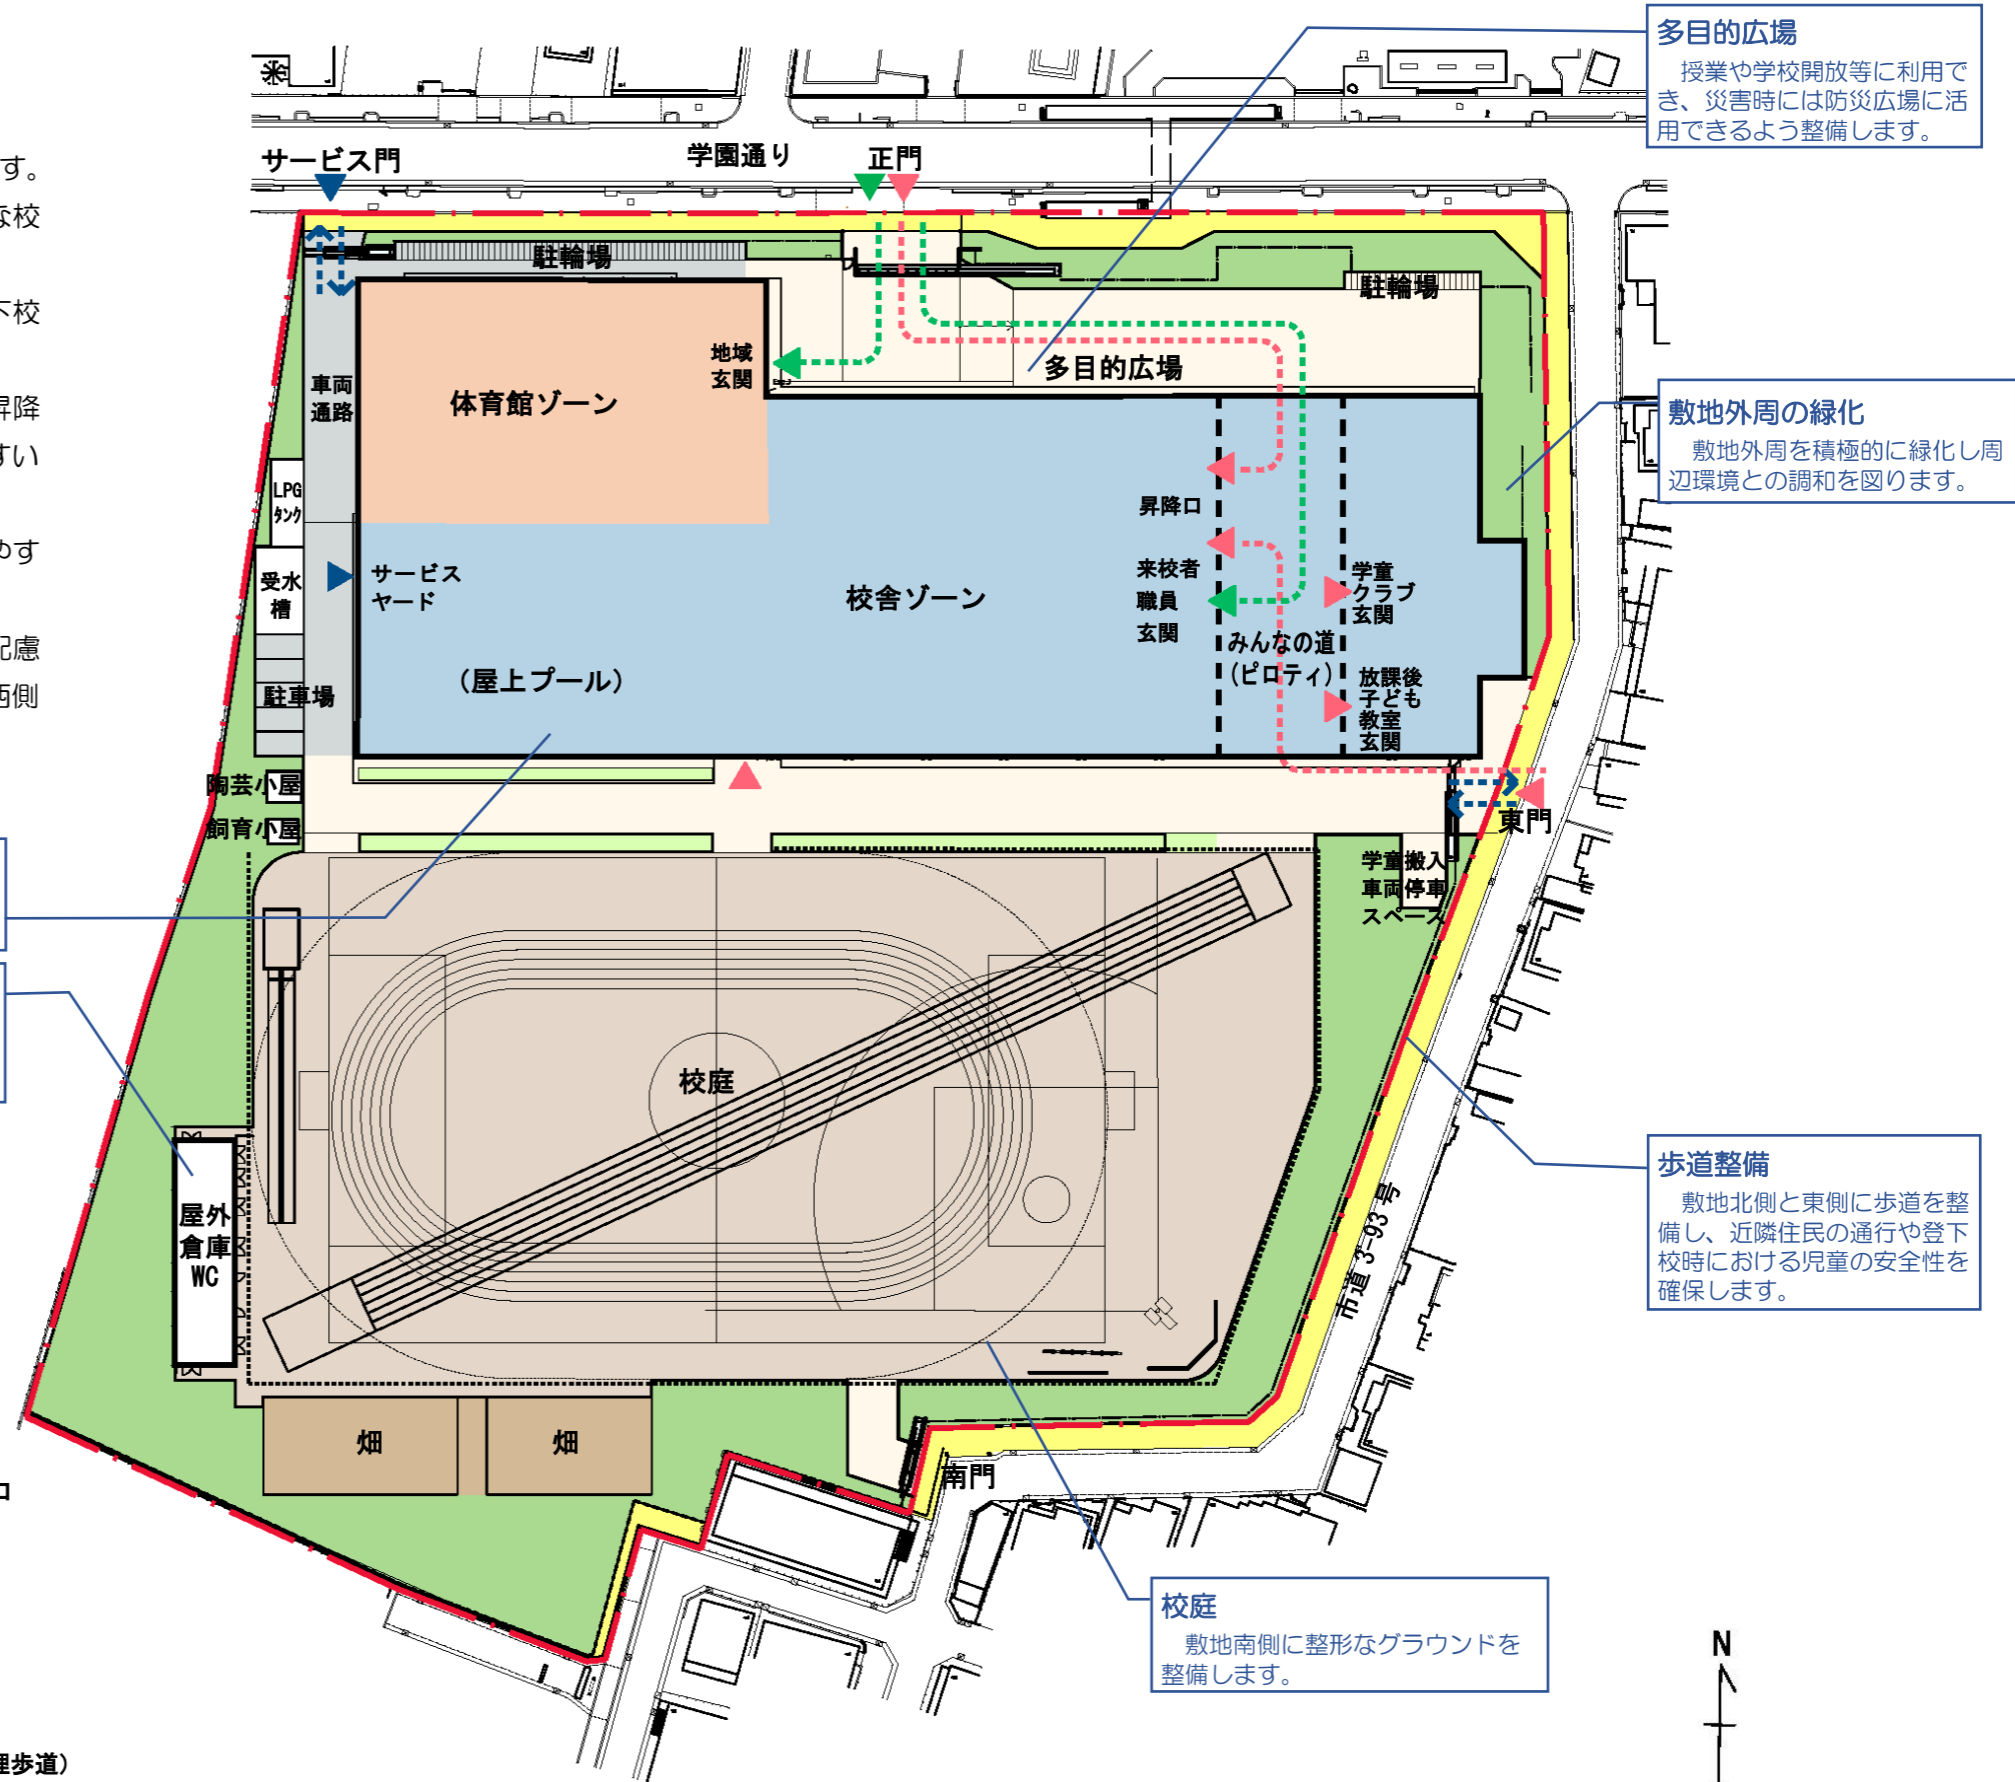 す。
な校
下校
昇降
すい
やす
配慮
西側
口
理歩道）
多目的広場
授業や学校開放等に利用で
き、災害時には防災広場に活
用できるよう整備します。
サービス門
学園通り
正門
駐輪場
駐輪場
地域
玄関
多目的広場
車両
通路
体育館ゾーン
敷地外周の緑化
敷地外周を積極的に緑化し周
辺環境との調和を図ります。
LPG
ﾀﾝｸ
昇降口
受水
槽
サービス
ヤード
校舎ゾーン
来校者
職員
玄関
学童
クラブ
玄関
みんなの道
（ピロティ）
（屋上プール）
駐車場
放課後
子ども
教室
玄関
陶芸小屋
飼育小屋
東門
学童搬入
車両停車
スペース
校庭
屋外
倉庫
WC
市道 3-93 号
歩道整備
敷地北側と東側に歩道を整
備し、近隣住民の通行や登下
校時における児童の安全性を
確保します。
畑
畑
南門
校庭
敷地南側に整形なグラウンドを
整備します。
N